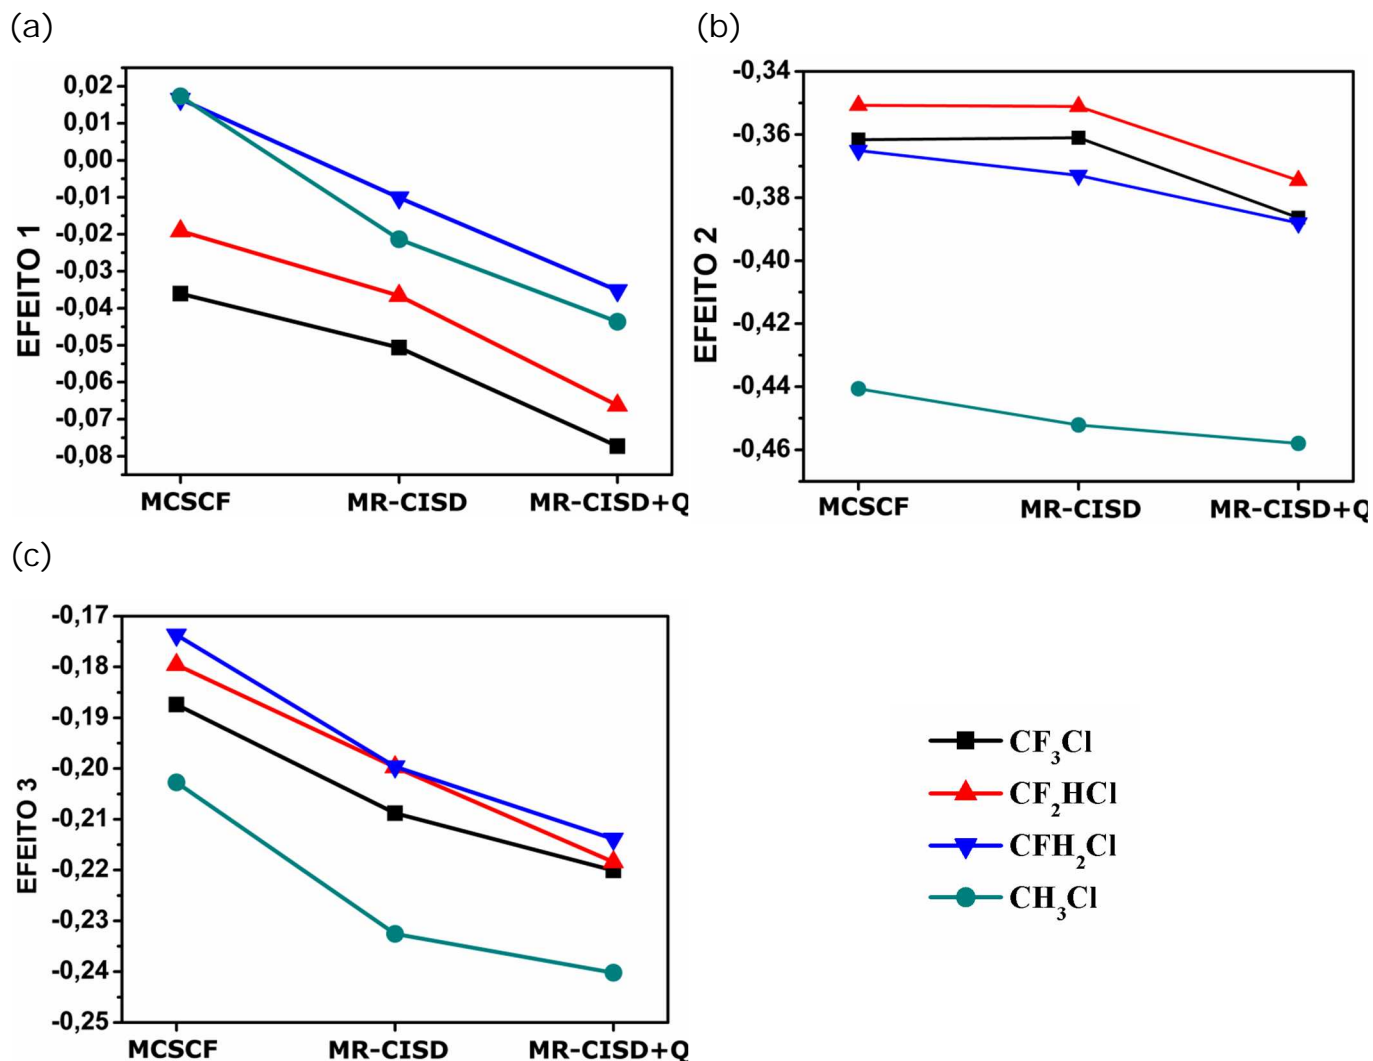 (a)
0,02
0,01
0,00
-0,01
-0,02
-0,03
-0,04
-0,05
-0,06
-0,07
-0,08
EFEITO 1
MCSCF MR-CISD MR-CISD+Q
(b)
-0,34
-0,36
-0,38
-0,40
-0,42
-0,44
-0,46
EFEITO 2
MCSCF MR-CISD MR-CISD+Q
(c)
-0,17
-0,18
-0,19
-0,20
-0,21
-0,22
-0,23
-0,24
-0,25
EFEITO 3
MCSCF MR-CISD MR-CISD+Q
CF₃Cl
CF₂HCl
CFH₂Cl
CH₃Cl